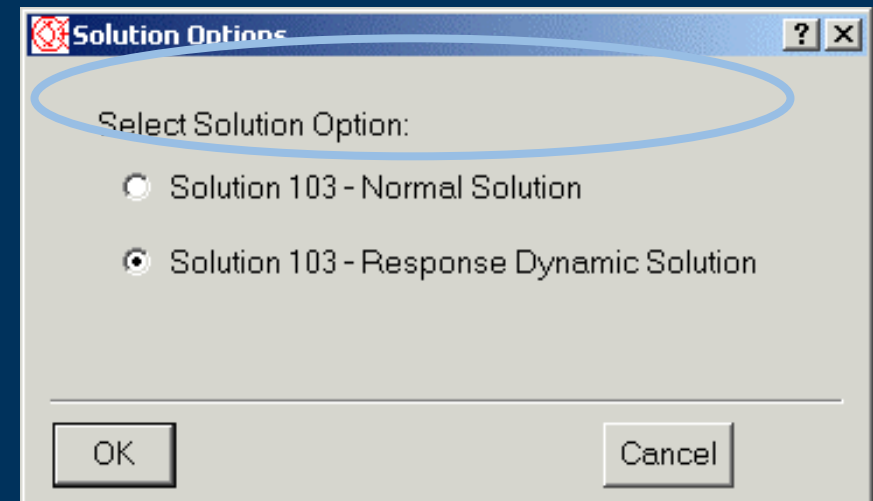 Solution Options
Select Solution Option:
Solution 103 - Normal Solution
Solution 103 - Response Dynamic Solution
OK
Cancel